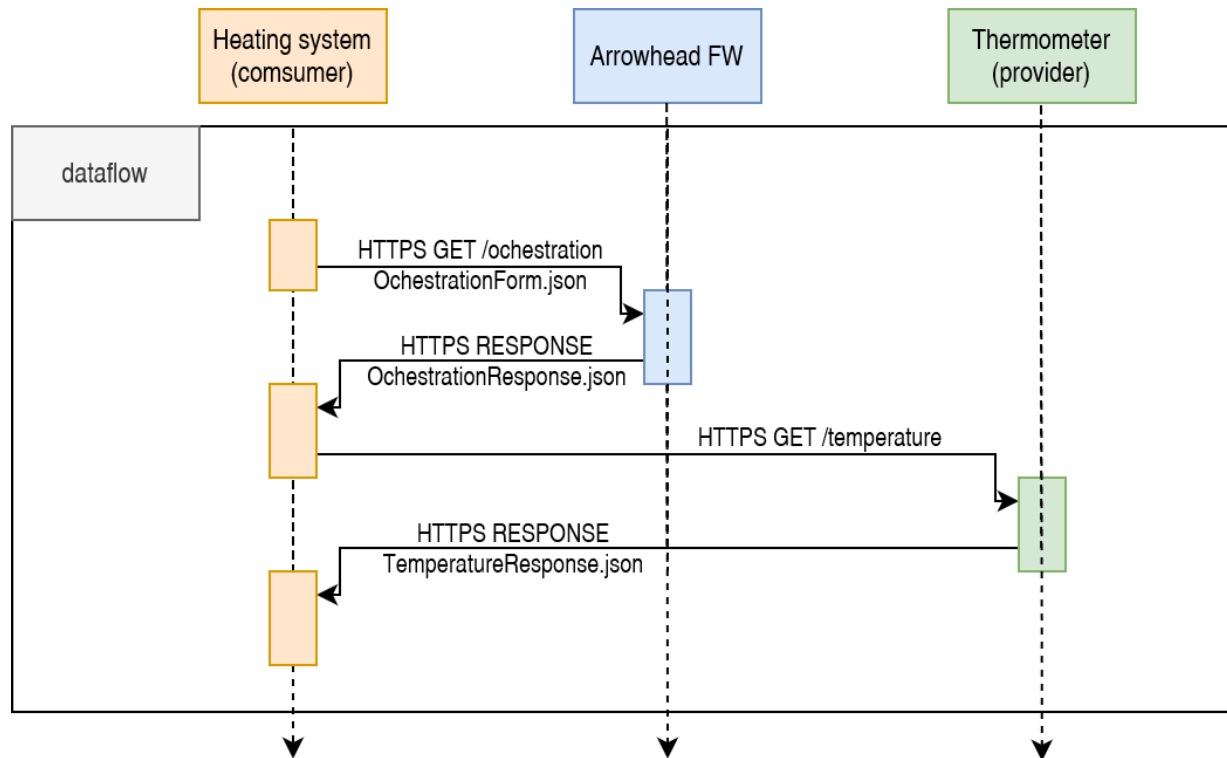 Heating system
(comsumer)
Arrowhead FW
Thermometer
(provider)
dataflow
HTTPS GET /ochestration
OchestrationForm.json
HTTPS RESPONSE
OchestrationResponse.json
HTTPS GET /temperature
HTTPS RESPONSE
TemperatureResponse.json